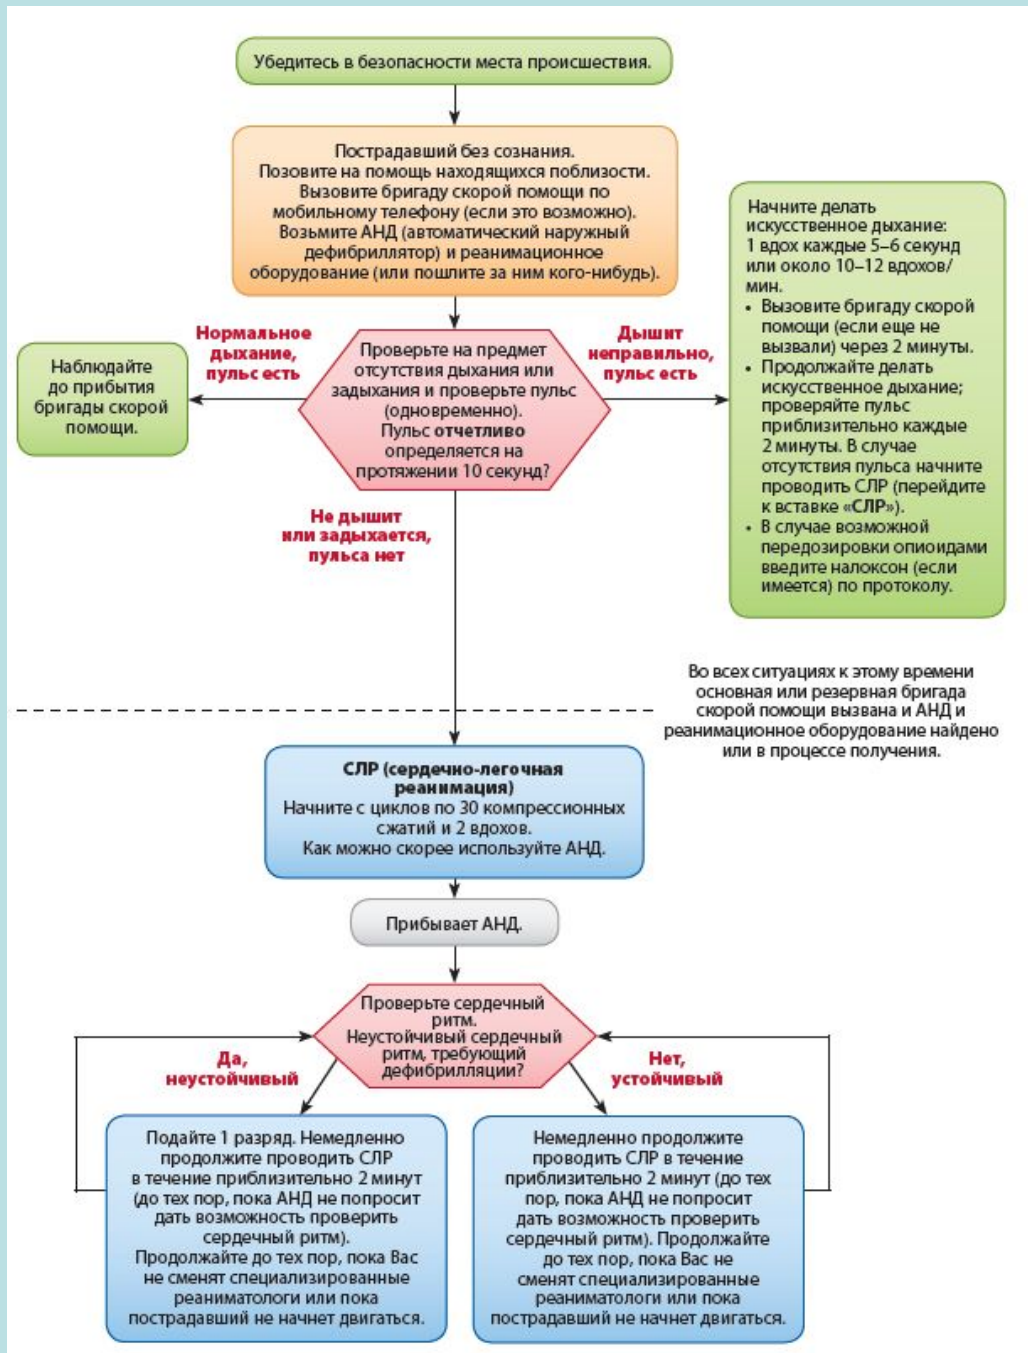 Убедитесь в безопасности места происшествия.
Пострадавший без сознания.
Позовите на помощь находящихся поблизости.
Вызовите бригаду скорой помощи по
мобильному телефону (если это возможно).
Возьмите АНД (автоматический наружный
дефибриллятор) и реанимационное
оборудование (или пошлите за ним кого-нибудь).
Нормальное
дыхание,
пульс есть
Наблюдайте
до прибытия
бригады скорой
помощи.
Проверьте на предмет
отсутствия дыхания или
задыхания и проверьте пульс
(одновременно).
Пульс отчетливо
определяется на
протяжении 10 секунд?
Дышит
неправильно,
пульс есть
Начните делать
искусственное дыхание:
1 вдох каждые 5–6 секунд
или около 10–12 вдохов/
мин.
• Вызовите бригаду скорой
помощи (если еще не
вызвали) через 2 минуты.
• Продолжайте делать
искусственное дыхание;
проверяйте пульс
приблизительно каждые
2 минуты. В случае
отсутствия пульса начните
проводить СЛР (перейдите
к вставке «СЛР»).
• В случае возможной
передозировки опиоидами
введите налоксон (если
имеется) по протоколу.
Не дышит
или задыхается,
пульса нет
Во всех ситуациях к этому времени
основная или резервная бригада
скорой помощи вызвана и АНД и
реанимационное оборудование найдено
или в процессе получения.
СЛР (сердечно-легочная
реанимация)
Начните с циклов по 30 компрессионных
сжатий и 2 вдохов.
Как можно скорее используйте АНД.
Прибывает АНД.
Проверьте сердечный
ритм.
Неустойчивый сердечный
ритм, требующий
дефибрилляции?
Да,
неустойчивый
Нет,
устойчивый
Подайте 1 разряд. Немедленно
продолжите проводить СЛР
в течение приблизительно 2 минут
(до тех пор, пока АНД не попросит
дать возможность проверить
сердечный ритм).
Продолжайте до тех пор, пока Вас
не сменят специализированные
реаниматологи или пока
пострадавший не начнет двигаться.
Немедленно продолжите
проводить СЛР в течение
приблизительно 2 минут (до тех
пор, пока АНД не попросит
дать возможность проверить
сердечный ритм). Продолжайте
до тех пор, пока Вас не
сменят специализированные
реаниматологи или пока
пострадавший не начнет двигаться.